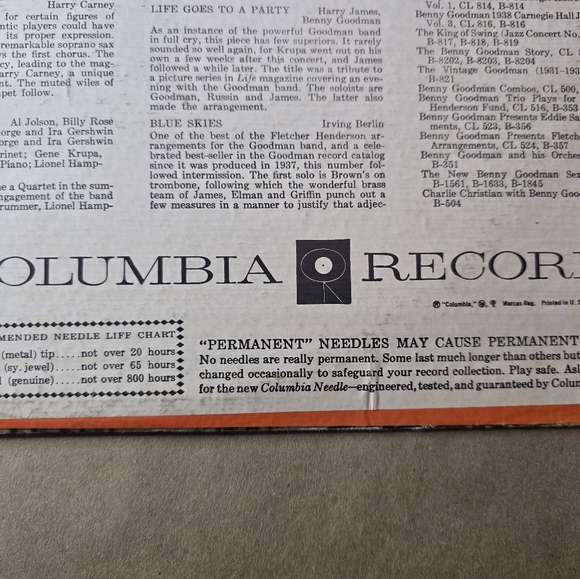 Harry Carney
for certain figures of
ntic players could have
its proper expression.
remarkable soprano sax
cy, leading to the mag-
arry Carney, a unique
nt. The muted wiles of
mpet follow.
Al Jolson, Billy Rose
orge and Ira Gershwin
orge and Ira Gershwin
rinet; Gene Krupa,
Piano; Lionel Hamp-
me a Quartet in the sum-
ngagement of the band
rummer, Lionel Hamp-
LIFE GOES TO A PARTY Harry James,
Benny Goodman
As an instance of the powerful Goodman band
in full cry, this piece has few superiors. It rarely
sounded so well again, for Krupa went out on his
own a few weeks after this concert, and James
followed a while later. The title was a tribute to
a picture series in Life magazine covering an eve-
ning with the Goodman band. The soloists are
Goodman, Russin and James. The latter also
made the arrangement.
BLUE SKIES Irving Berlin
One of the best of the Fletcher Henderson ar-
rangements for the Goodman band, and a cele-
brated best-seller in the Goodman record catalog
since it was produced in 1937, this number fol-
lowed intermission. The first solo is Brown's on
trombone, following which the wonderful brass
team of James, Elman and Griffin punch out a
few measures in a manner to justify that adjec-
Vol. 1, CL 814, B-814
Vol. 3, CL 816, B-816
Benny Goodman 1938 Carnegie Hall
The King of Swing (Jazz Concert No.
B-817, B-818, B-819
The Benny Goodman Story, CL
B-8202, B-8203, B-8204
The Vintage Goodman (1931-193
B-821
Benny Goodman Combos, CL 500,
Benny Goodman Trio Plays for
Henderson Fund, CL 516, B-353
Benny Goodman Presents Eddie Sa
ments, CL 523, B-356
Benny Goodman Presents Fletch
Arrangements, CL 524, B-357
Benny Goodman and his Orches
B-351
The New Benny Goodman Sex
B-1561, B-1633, B-1845
Charlie Christian with Benny Goo
B-504
OLUMBIA RECOR
® "Columbia," Marcas Reg. Printed in U.
MENDED NEEDLE LIFE CHART
(metal) tip.....not over 20 hours
(sy. jewel)....not over 65 hours
(genuine)....not over 800 hours
"PERMANENT" NEEDLES MAY CAUSE PERMANENT
No needles are really permanent. Some last much longer than others but
changed occasionally to safeguard your record collection. Play safe. Ask
for the new Columbia Needle—engineered, tested, and guaranteed by Colum